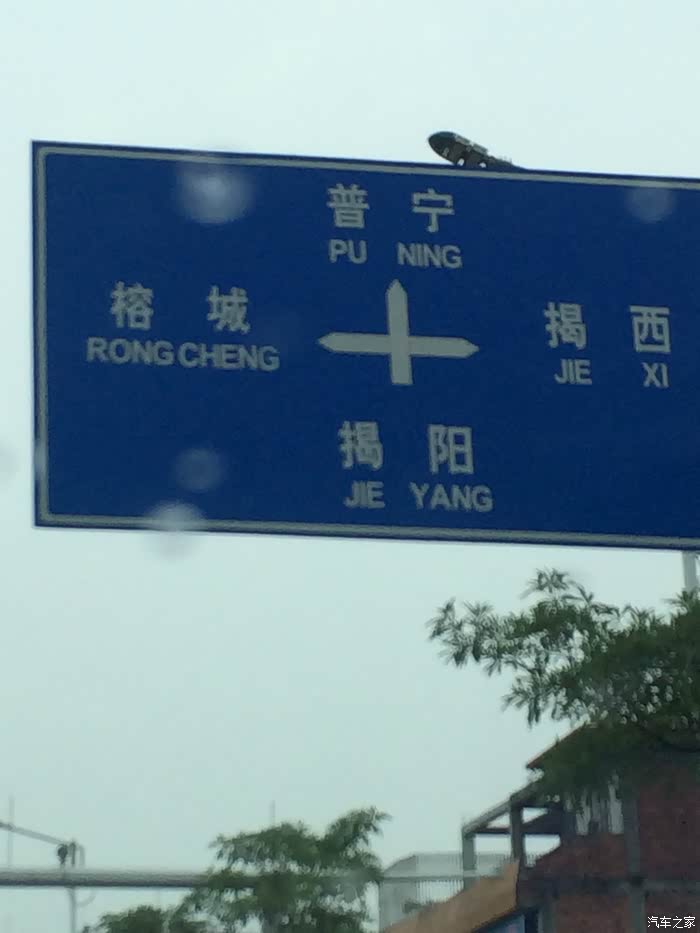 普 宁
PU NING
榕 城
RONG CHENG
揭 西
JIE XI
揭 阳
JIE YANG
汽车之家